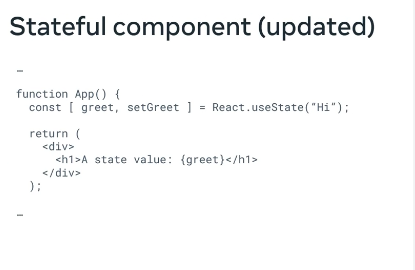 Stateful component (updated)
–
function App() {
  const [ greet, setGreet ] = React.useState("Hi");

  return (
    <div>
      <h1>A state value: {greet}</h1>
    </div>
  );

–